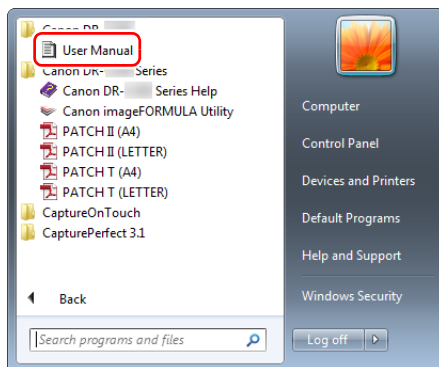 Canon DR-
User Manual
Canon DR- Series
Canon DR- Series Help
Canon imageFORMULA Utility
PATCH II (A4)
PATCH II (LETTER)
PATCH T (A4)
PATCH T (LETTER)
CaptureOnTouch
CapturePerfect 3.1
Back
Search programs and files
Computer
Control Panel
Devices and Printers
Default Programs
Help and Support
Windows Security
Log off